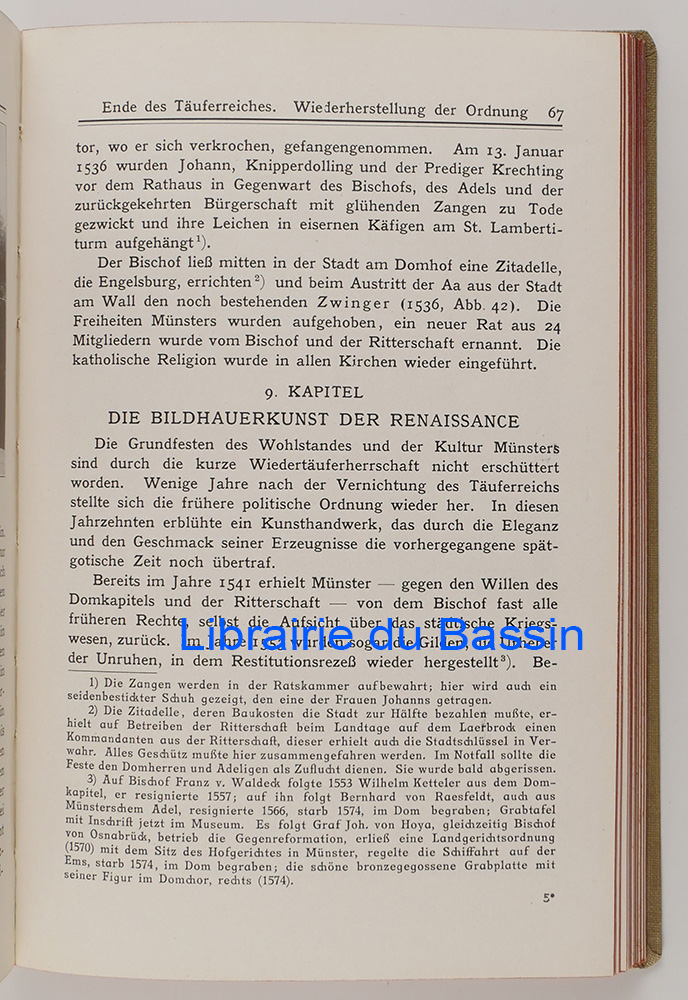 Ende des Täuferreiches. Wiederherstellung der Ordnung 67
tor, wo er sich verkrochen, gefangengenommen. Am 13. Januar
1536 wurden Johann, Knipperdolling und der Prediger Krechting
vor dem Rathaus in Gegenwart des Bischofs, des Adels und der
zurückgekehrten Bürgerschaft mit glühenden Zangen zu Tode
gezwickt und ihre Leichen in eisernen Käfigen am St. Lamberti-
turm aufgehängt¹).
Der Bischof ließ mitten in der Stadt am Domhof eine Zitadelle,
die Engelsburg, errichten²) und beim Austritt der Aa aus der Stadt
am Wall den noch bestehenden Zwinger (1536, Abb. 42). Die
Freiheiten Münsters wurden aufgehoben, ein neuer Rat aus 24
Mitgliedern wurde vom Bischof und der Ritterschaft ernannt. Die
katholische Religion wurde in allen Kirchen wieder eingeführt.
9. KAPITEL
DIE BILDHAUERKUNST DER RENAISSANCE
Die Grundfesten des Wohlstandes und der Kultur Münsters
sind durch die kurze Wiedertäuferherrschaft nicht erschüttert
worden. Wenige Jahre nach der Vernichtung des Täuferreichs
stellte sich die frühere politische Ordnung wieder her. In diesen
Jahrzehnten erblühte ein Kunsthandwerk, das durch die Eleganz
und den Geschmack seiner Erzeugnisse die vorhergegangene spät-
gotische Zeit noch übertraf.
Bereits im Jahre 1541 erhielt Münster — gegen den Willen des
Domkapitels und der Ritterschaft — von dem Bischof fast alle
früheren Rechte, selbst die Aufsicht über das städtische Kriegs-
wesen, zurück. Im Jahre wurden sogar die Gilden, die Urheber
der Unruhen, in dem Restitutionsrezeß wieder hergestellt³). Be-
Librairie du Bassin
1) Die Zangen werden in der Ratskammer aufbewahrt; hier wird auch ein
seidenbestickter Schuh gezeigt, den eine der Frauen Johanns getragen.
2) Die Zitadelle, deren Baukosten die Stadt zur Hälfte bezahlen mußte, er-
hielt auf Betreiben der Ritterschaft beim Landtage auf dem Laerbrock einen
Kommandanten aus der Ritterschaft, dieser erhielt auch die Stadtschlüssel in Ver-
wahr. Alles Geschütz mußte hier zusammengefahren werden. Im Notfall sollte die
Feste den Domherren und Adeligen als Zuflucht dienen. Sie wurde bald abgerissen.
3) Auf Bischof Franz v. Waldeck folgte 1553 Wilhelm Ketteler aus dem Dom-
kapitel, er resignierte 1557; auf ihn folgt Bernhard von Raesfeldt, auch aus
Münsterschem Adel, resignierte 1566, starb 1574, im Dom begraben; Grabtafel
mit Inschrift jetzt im Museum. Es folgt Graf Joh. von Hoya, gleichzeitig Bischof
von Osnabrück, betrieb die Gegenreformation, erließ eine Landgerichtsordnung
(1570) mit dem Sitz des Hofgerichtes in Münster, regelte die Schiffahrt auf der
Ems, starb 1574, im Dom begraben; die schöne bronzegegossene Grabplatte mit
seiner Figur im Domchor, rechts (1574).
5*